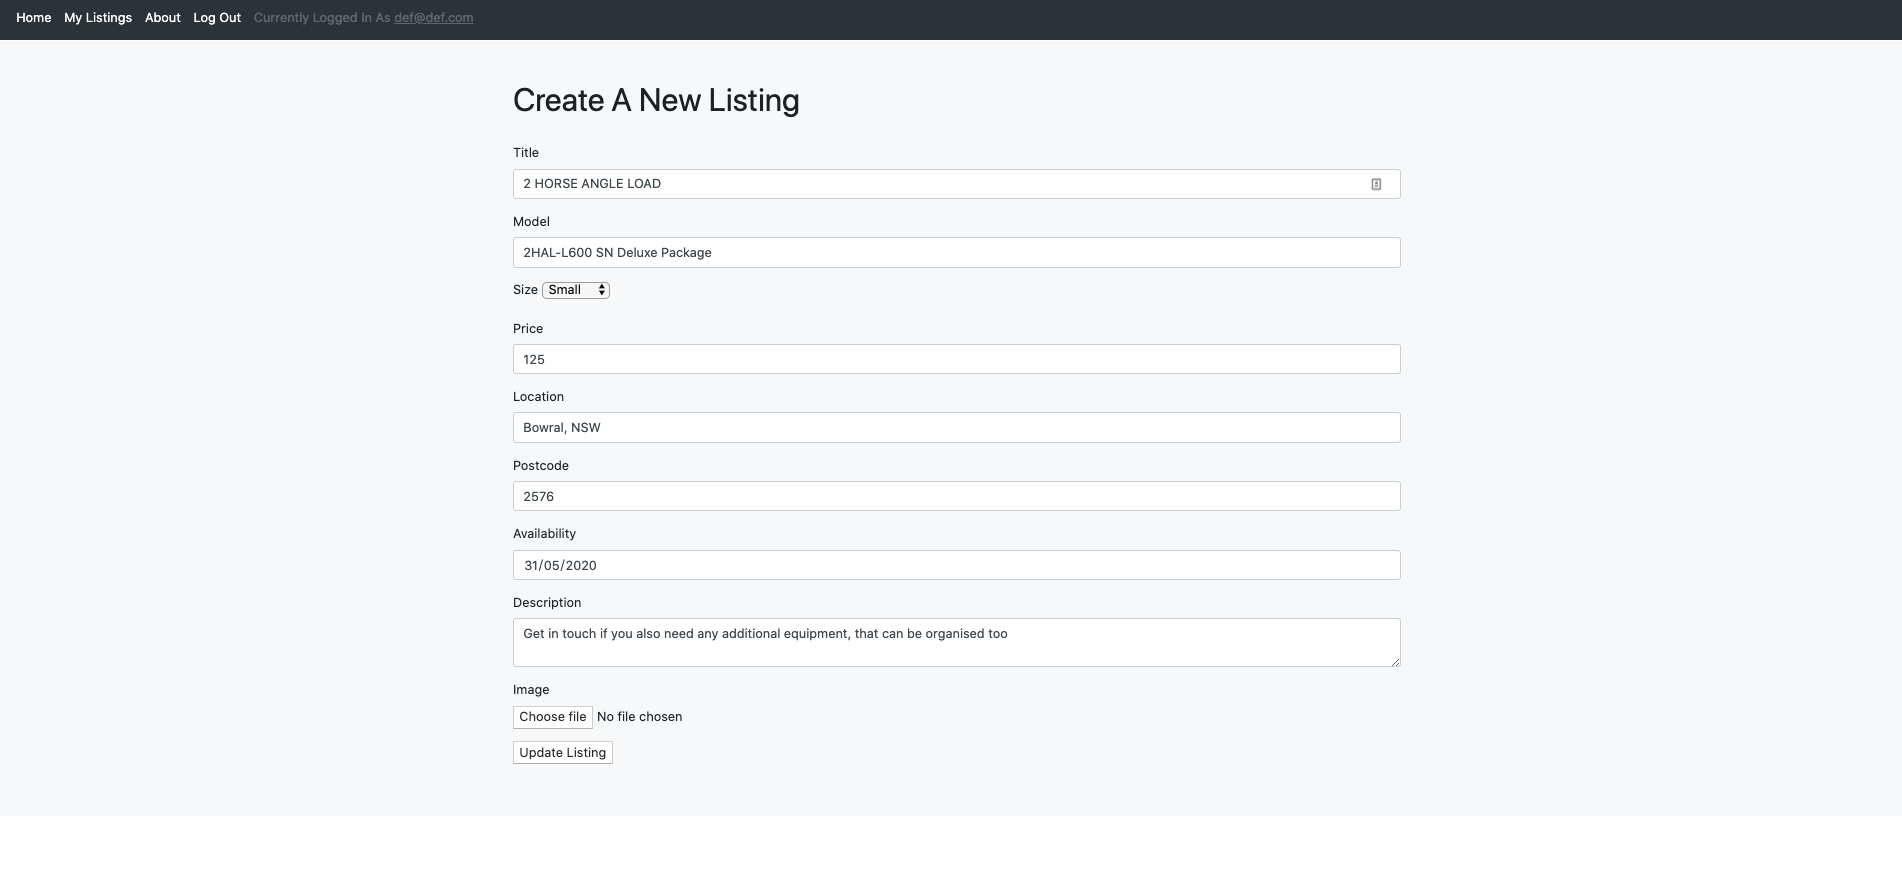 Home My Listings About Log Out Currently Logged In As def@def.com
Create A New Listing
Title
2 HORSE ANGLE LOAD
Model
2HAL-L600 SN Deluxe Package
Size Small
Price
125
Location
Bowral, NSW
Postcode
2576
Availability
31/05/2020
Description
Get in touch if you also need any additional equipment, that can be organised too
Image
Choose file No file chosen
Update Listing